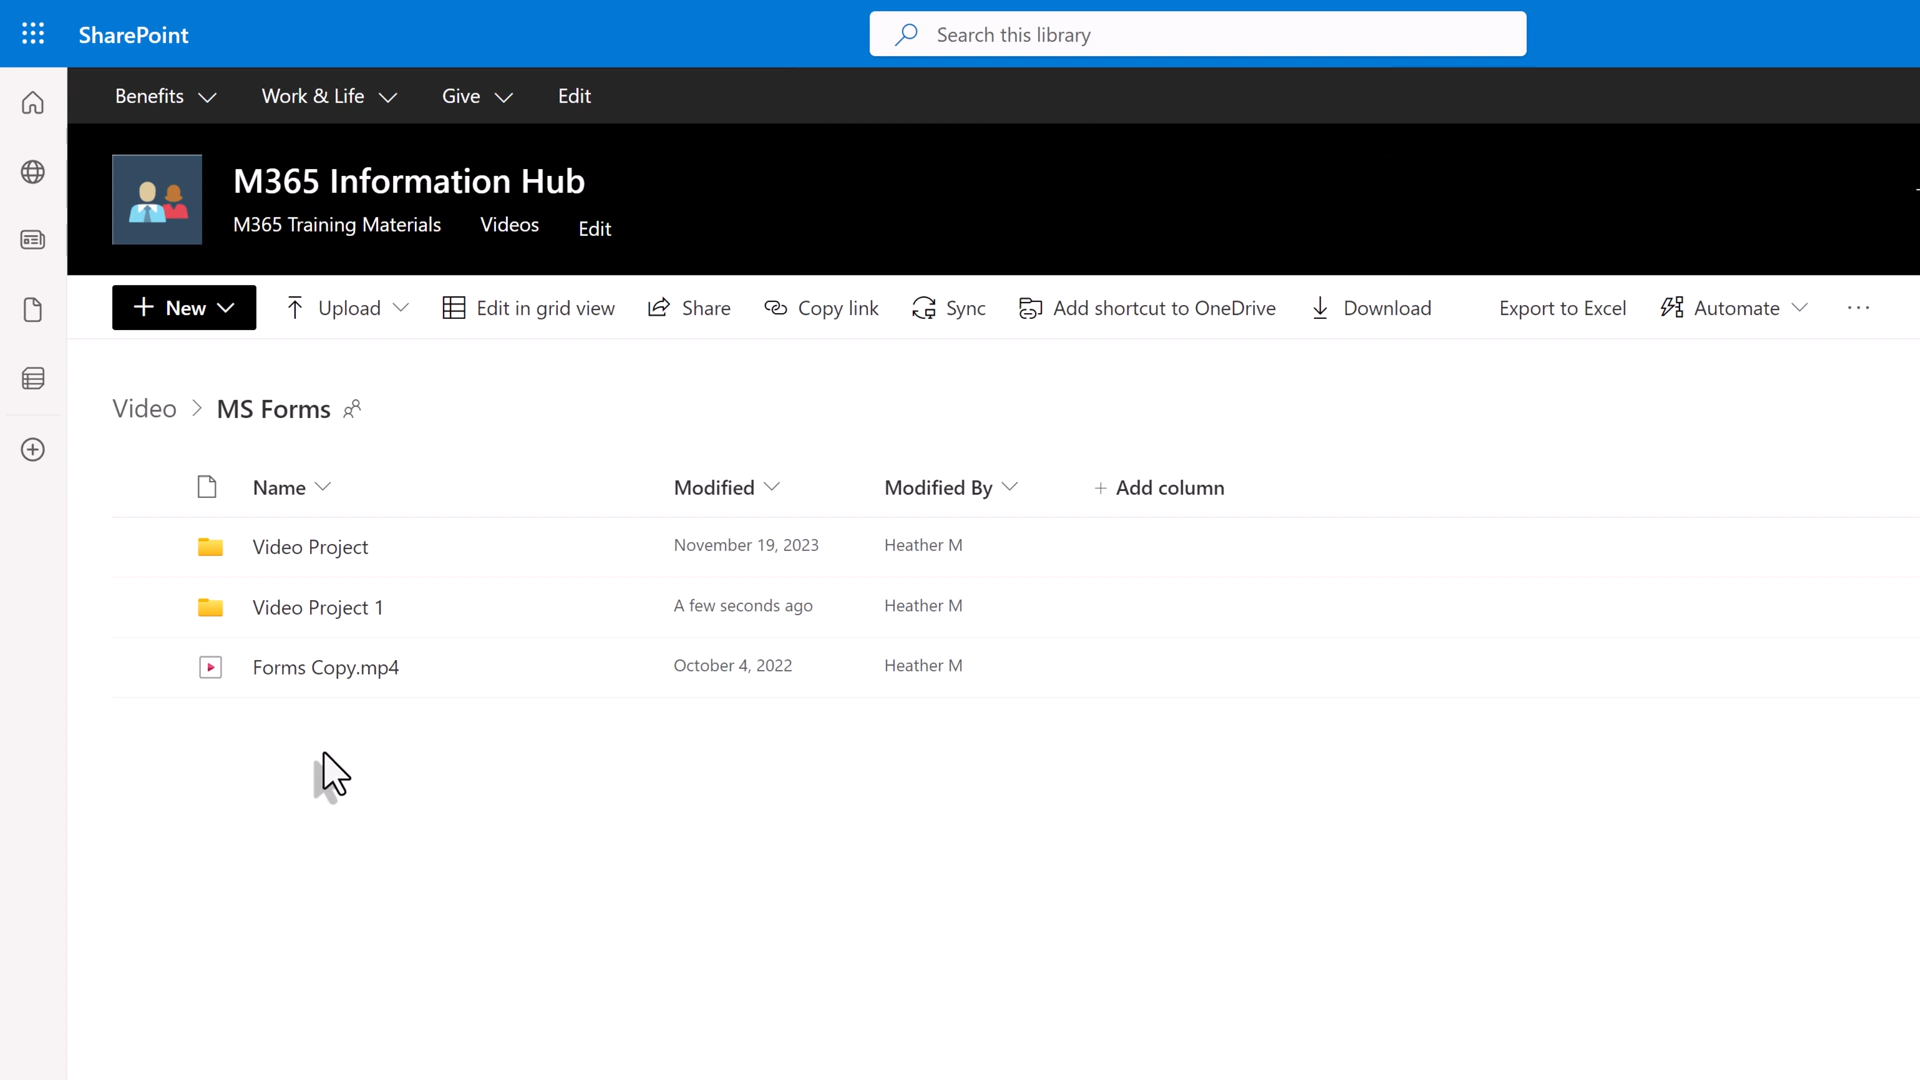 SharePoint
Search this library
Benefits Work & Life Give Edit
M365 Information Hub
M365 Training Materials Videos Edit
New Upload Edit in grid view Share Copy link Sync Add shortcut to OneDrive Download Export to Excel Automate ...
Video > MS Forms
Name Modified Modified By + Add column
Video Project November 19, 2023 Heather M
Video Project 1 A few seconds ago Heather M
Forms Copy.mp4 October 4, 2022 Heather M